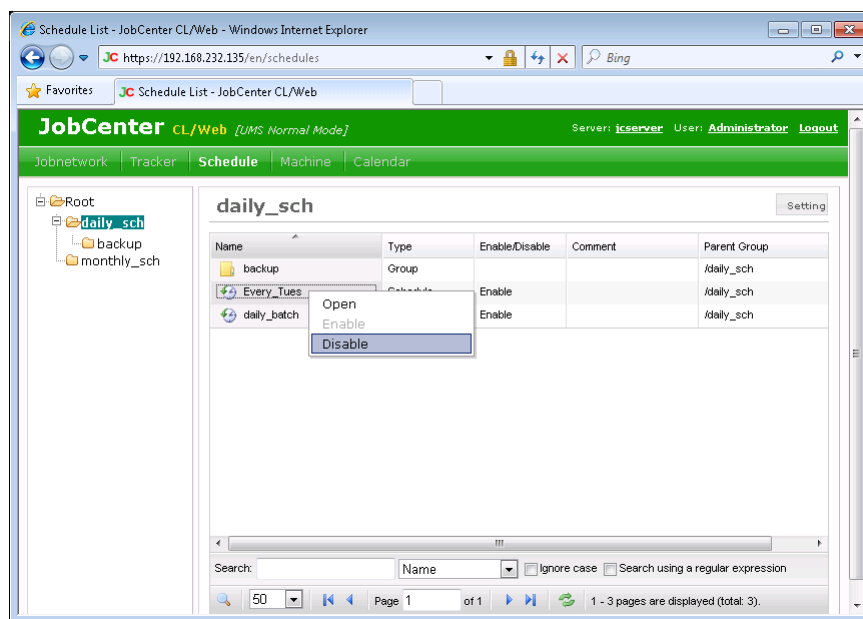 Schedule List - JobCenter CL/Web - Windows Internet Explorer
JC https://192.168.232.135/en/schedules
Bing
Favorites
JC Schedule List - JobCenter CL/Web
JobCenter CL/Web [UMS Normal Mode]
Server: jcserver User: Administrator Logout
Jobnetwork Tracker Schedule Machine Calendar
Root
daily_sch
backup
monthly_sch
daily_sch
Setting
Name Type Enable/Disable Comment Parent Group
backup Group /daily_sch
Every_Tues Schedule Enable /daily_sch
daily_batch Enable /daily_sch
Open
Enable
Disable
Search: Name Ignore case Search using a regular expression
50 Page 1 of 1 1 - 3 pages are displayed (total: 3).